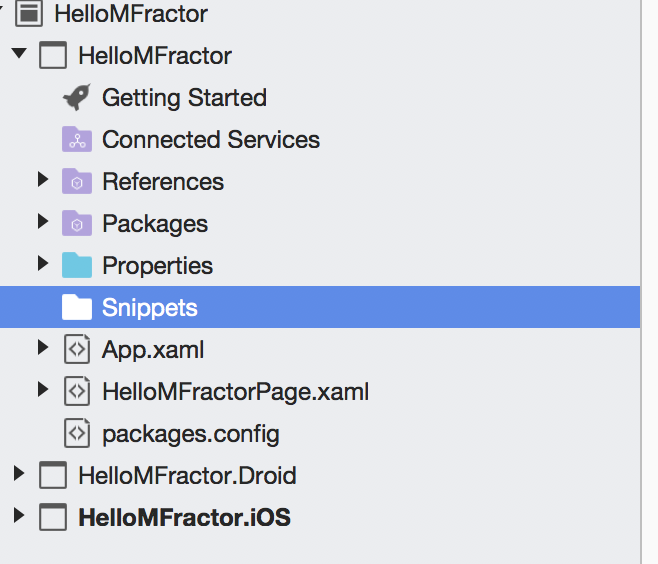 HelloMFractor
HelloMFractor
Getting Started
Connected Services
References
Packages
Properties
Snippets
App.xaml
HelloMFractorPage.xaml
packages.config
HelloMFractor.Droid
HelloMFractor.iOS